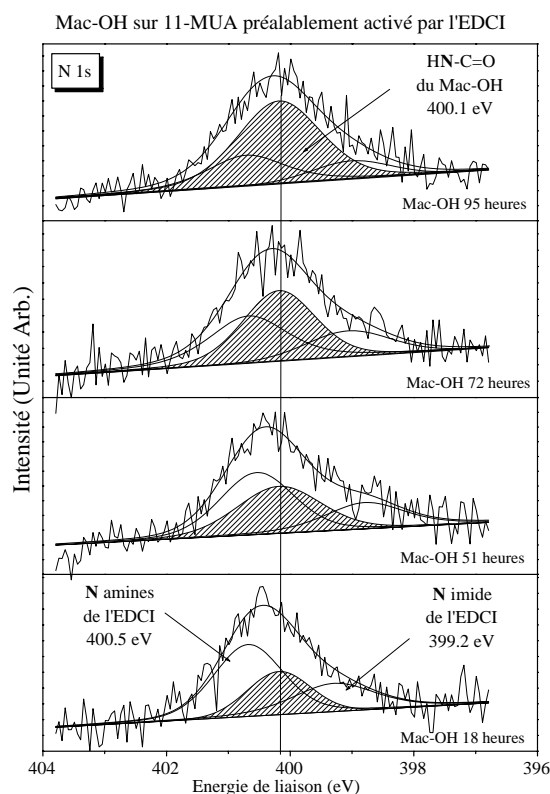 Mac-OH sur 11-MUA préalablement activé par l'EDCI
N 1s
HN-C=O
du Mac-OH
400.1 eV
Mac-OH 95 heures
Mac-OH 72 heures
Intensité (Unité Arb.)
Mac-OH 51 heures
N amines
de l'EDCI
400.5 eV
N imide
de l'EDCI
399.2 eV
Mac-OH 18 heures
404 402 400 398 396
Energie de liaison (eV)